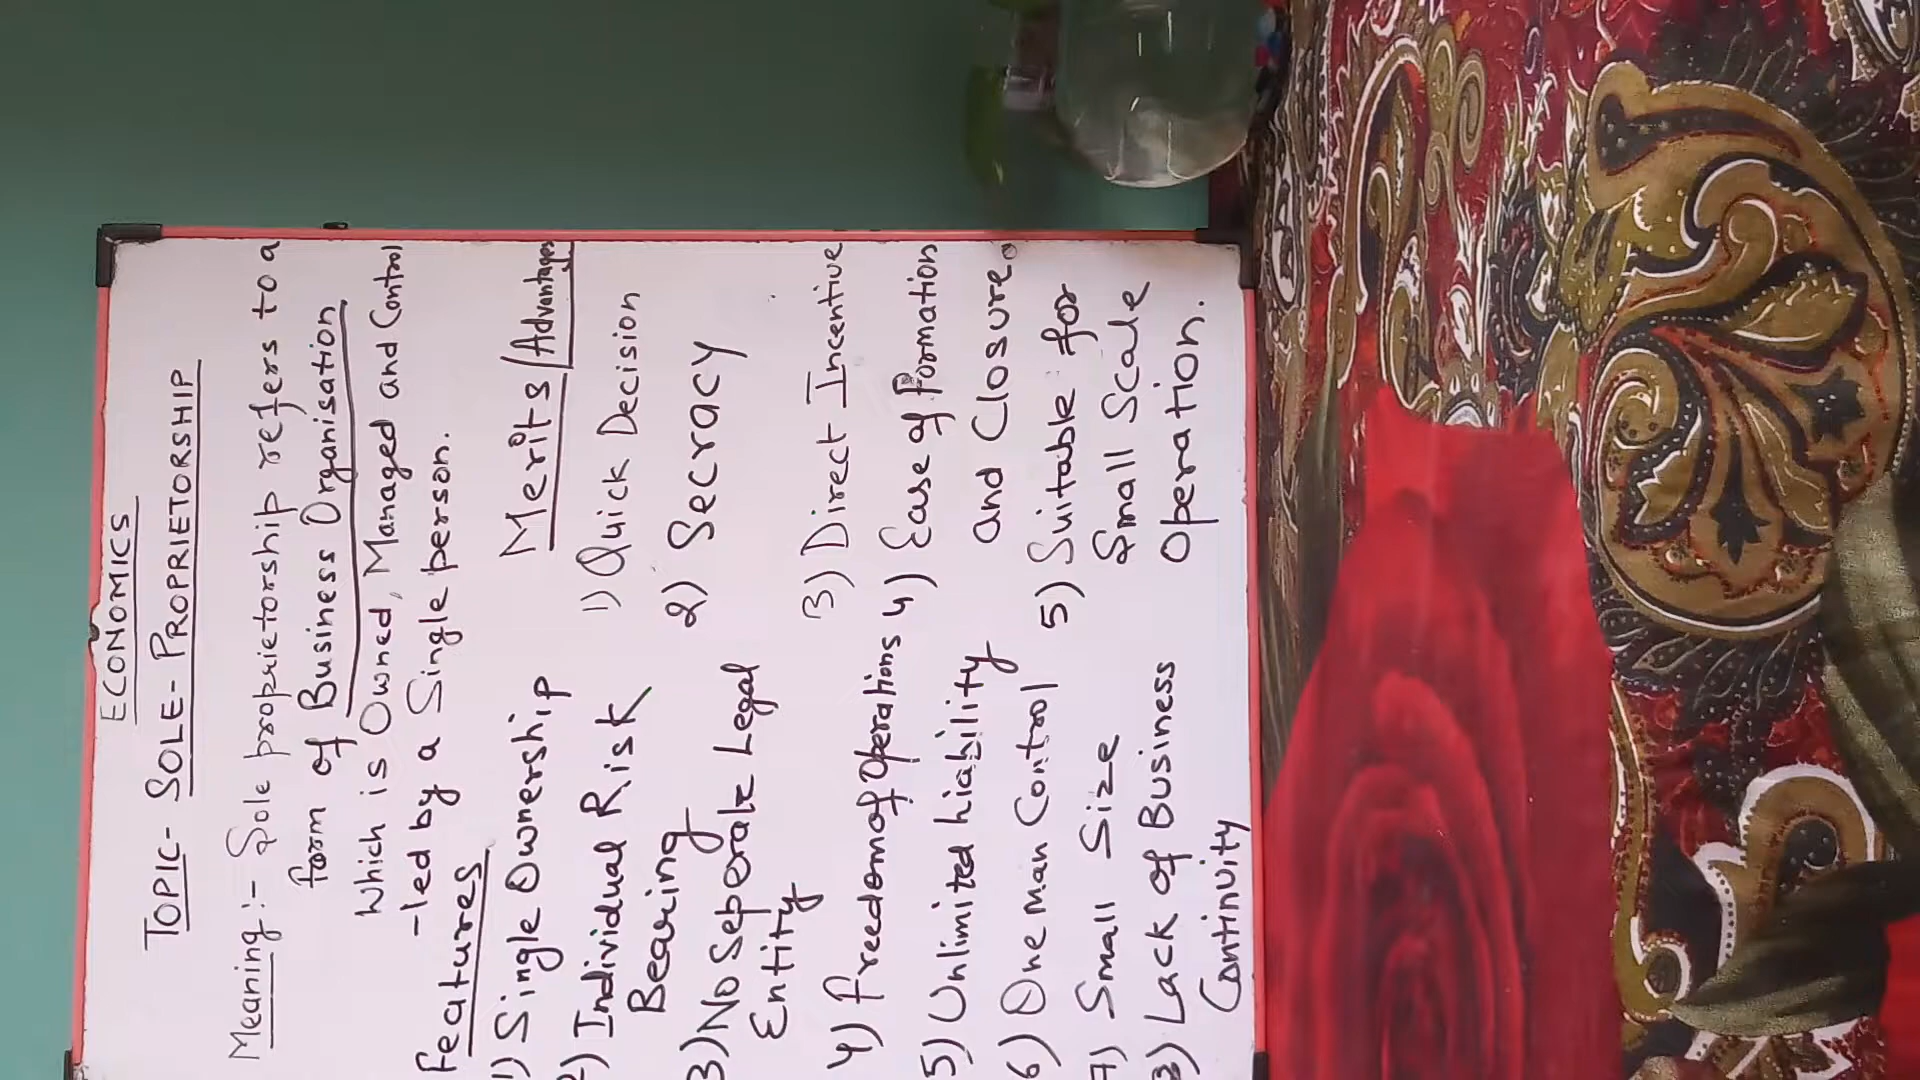 ECONOMICS
TOPIC - SOLE-PROPRIETORSHIP
Meaning :- Sole proprietorship refers to a
form of Business Organisation
which is Owned, Managed and Control
-led by a Single person.
Features
1) Single Ownership
2) Individual Risk
Bearing
3) No Seperate Legal
Entity
4) freedom of Operations
5) Unlimited liability
6) One man Control
7) Small Size
8) Lack of Business
Continuity
Merits/Advantages
1) Quick Decision
2) Secracy
3) Direct Incentive
4) Ease of Formation
and Closure.
5) Suitable for
Small Scale
Operation.